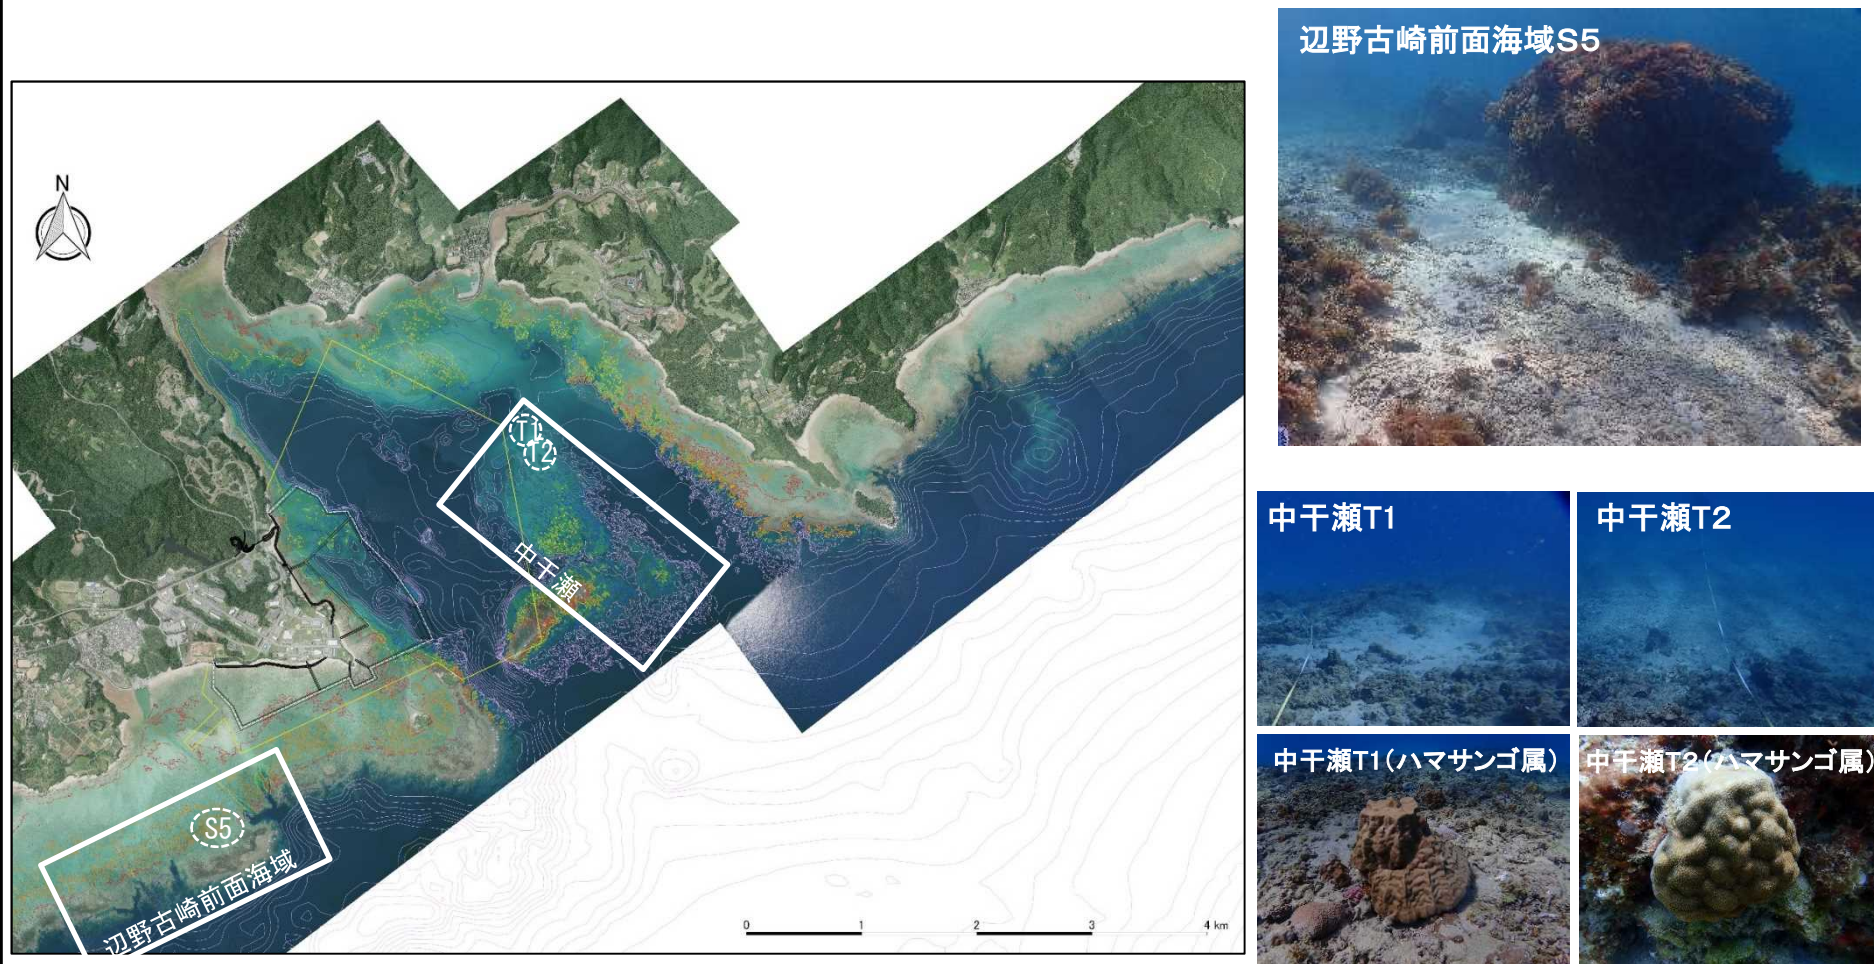 辺野古崎前面海域S5
N
T1
T2
中干瀬
S5
辺野古崎前面海域
0 1 2 3 4 km
中干瀬T1
中干瀬T2
中干瀬T1(ハマサンゴ属)
中干瀬T2(ハマサンゴ属)